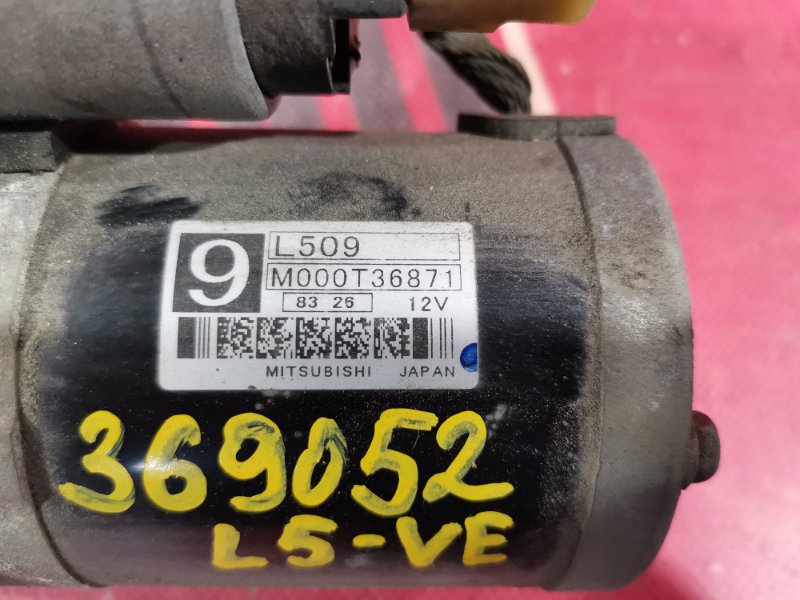 9
L509
M000T36871
83 26 12V
MITSUBISHI JAPAN
369052
L5-VE